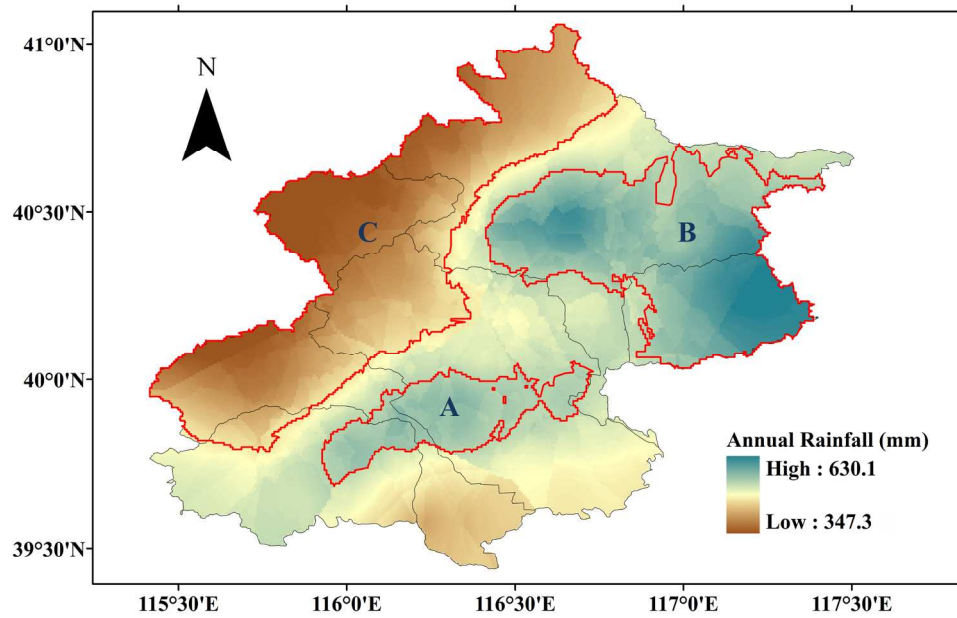 41°0'N
N
40°30'N
C
B
40°0'N
A
Annual Rainfall (mm)
High : 630.1
Low : 347.3
39°30'N
115°30'E
116°0'E
116°30'E
117°0'E
117°30'E